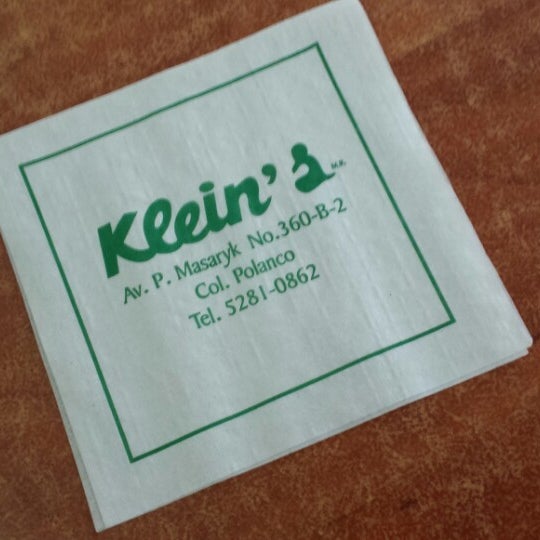 Klein's M.R.
Av. P. Masaryk No.360-B-2
Col. Polanco
Tel. 5281-0862